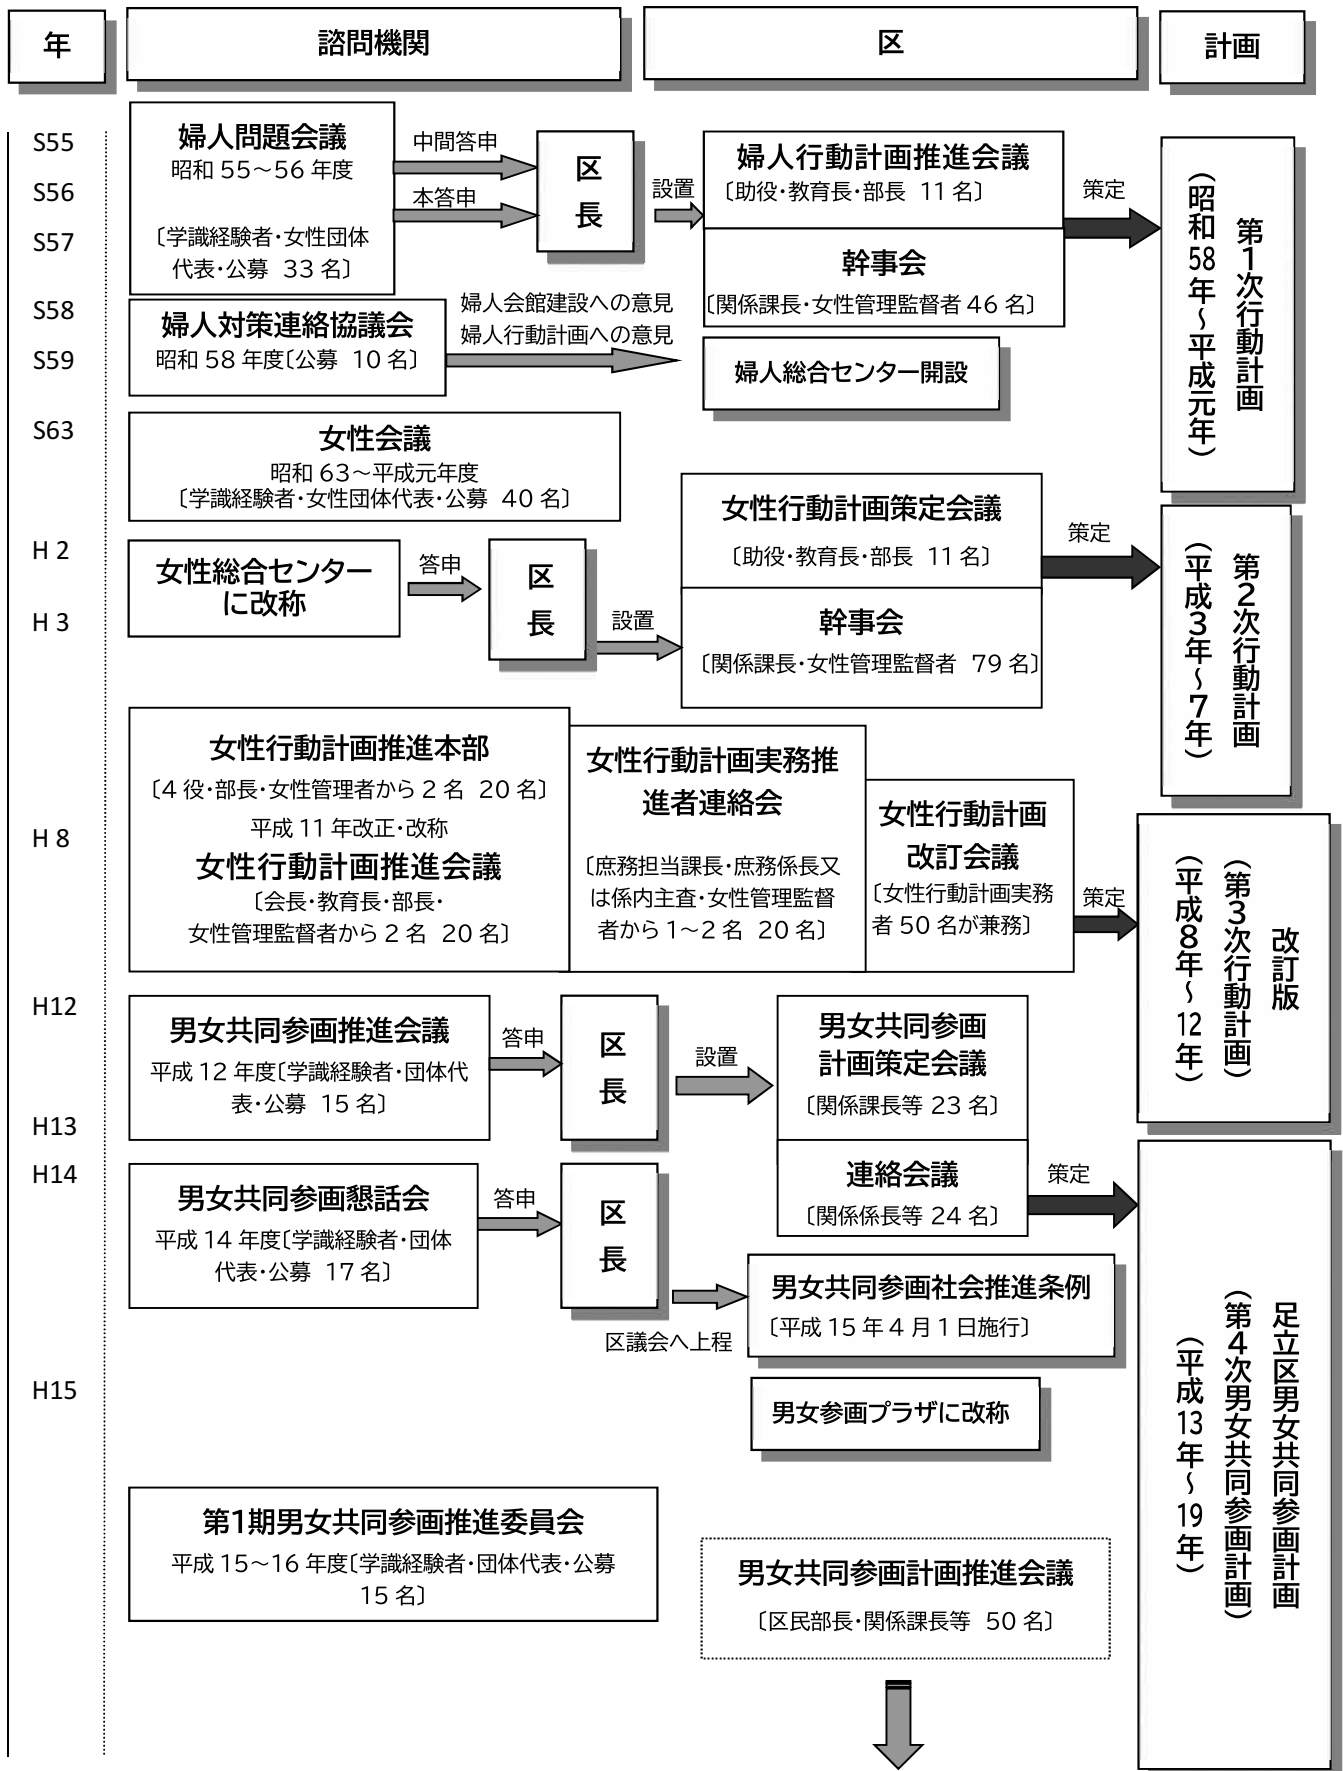 年
諮問機関
区
計画
S55
S56
S57
S58
S59
S63
H 2
H 3
H 8
H12
H13
H14
H15
婦人問題会議
昭和 55～56 年度
〔学識経験者・女性団体
代表・公募 33 名〕
中間答申
本答申
区
長
設置
婦人行動計画推進会議
〔助役・教育長・部長 11 名〕
幹事会
〔関係課長・女性管理監督者 46 名〕
策定
第1次行動計画
（昭和 58 年～平成元年）
婦人対策連絡協議会
昭和 58 年度〔公募 10 名〕
婦人会館建設への意見
婦人行動計画への意見
婦人総合センター開設
女性会議
昭和 63～平成元年度
〔学識経験者・女性団体代表・公募 40 名〕
女性総合センター
に改称
答申
区
長
設置
女性行動計画策定会議
〔助役・教育長・部長 11 名〕
幹事会
〔関係課長・女性管理監督者 79 名〕
策定
第2次行動計画
（平成3年～7年）
女性行動計画推進本部
〔4 役・部長・女性管理者から 2 名 20 名〕
平成 11 年改正・改称
女性行動計画推進会議
〔会長・教育長・部長・
女性管理監督者から 2 名 20 名〕
女性行動計画実務推
進者連絡会
〔庶務担当課長・庶務係長又
は係内主査・女性管理監督
者から 1～2 名 20 名〕
女性行動計画
改訂会議
〔女性行動計画実務
者 50 名が兼務〕
策定
改訂版
（第3次行動計画）
（平成8年～12年）
男女共同参画推進会議
平成 12 年度〔学識経験者・団体代
表・公募 15 名〕
答申
区
長
設置
男女共同参画
計画策定会議
〔関係課長等 23 名〕
連絡会議
〔関係係長等 24 名〕
策定
男女共同参画懇話会
平成 14 年度〔学識経験者・団体
代表・公募 17 名〕
答申
区
長
区議会へ上程
男女共同参画社会推進条例
〔平成 15 年 4 月 1 日施行〕
男女参画プラザに改称
足立区男女共同参画計画
（第4次男女共同参画計画）
（平成 13 年～19 年）
第1期男女共同参画推進委員会
平成 15～16 年度〔学識経験者・団体代表・公募
15 名〕
男女共同参画計画推進会議
〔区民部長・関係課長等 50 名〕